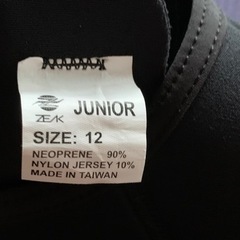 JUNIOR
ZEAK
SIZE: 12
NEOPRENE 90%
NYLON JERSEY 10%
MADE IN TAIWAN